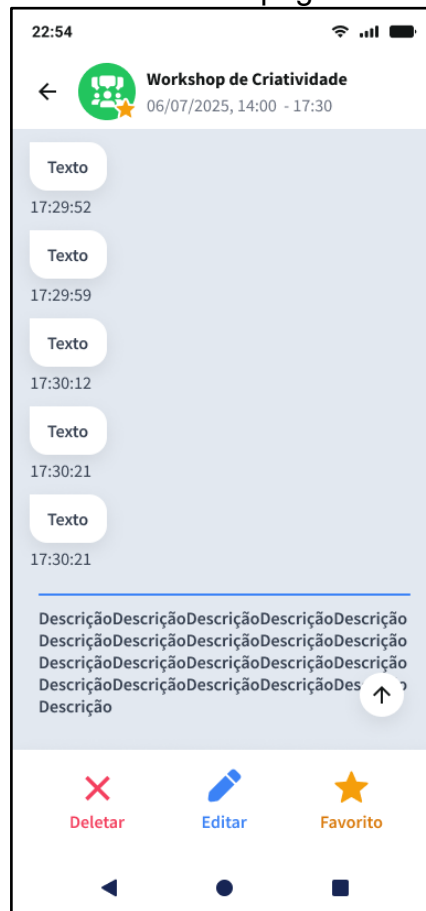 22:54
Workshop de Criatividade
06/07/2025, 14:00 - 17:30
Texto
17:29:52
Texto
17:29:59
Texto
17:30:12
Texto
17:30:21
Texto
17:30:21
DescriçãoDescriçãoDescriçãoDescriçãoDescrição
DescriçãoDescriçãoDescriçãoDescriçãoDescrição
DescriçãoDescriçãoDescriçãoDescriçãoDescrição
DescriçãoDescriçãoDescriçãoDescriçãoDes o
Descrição
Deletar
Editar
Favorito